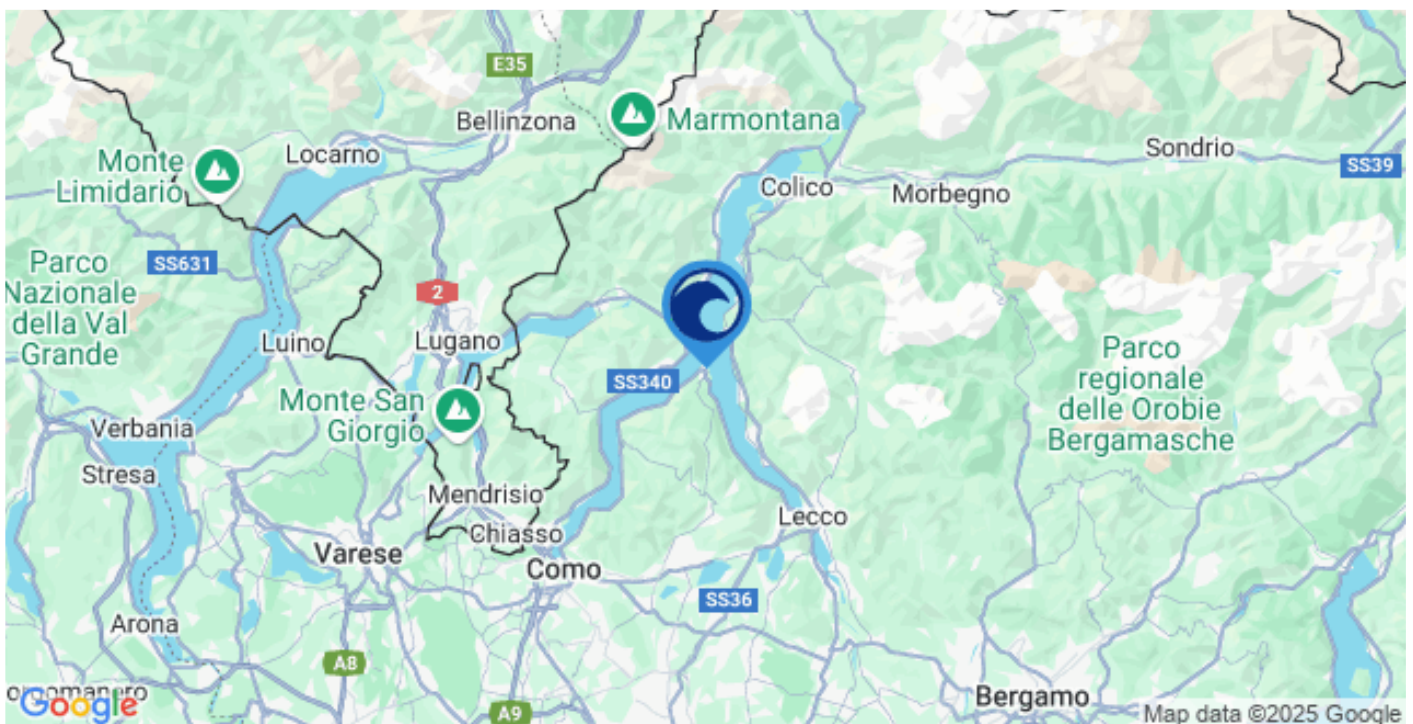 E35
Bellinzona
Marmontana
Locarno
Monte
Limidario
Sondrio
SS39
Colico
Morbegno
SS631
Parco
Nazionale
della Val
Grande
2
Luino
Lugano
SS340
Parco
regionale
delle Orobie
Bergamasche
Monte San
Giorgio
Verbania
Stresa
Mendrisio
Chiasso
Lecco
Varese
Como
SS36
Arona
A8
Bergamo
A9
Google
Map data ©2025 Google